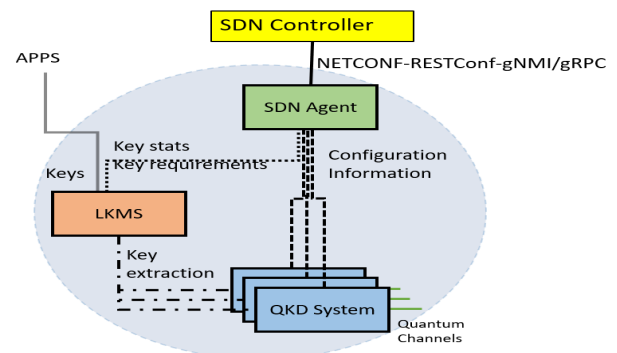 SDN Controller
APPS
NETCONF-RESTConf-gNMI/gRPC
SDN Agent
Key stats
Key requirements
Configuration
Information
Keys
LKMS
Key
extraction
QKD System
Quantum
Channels